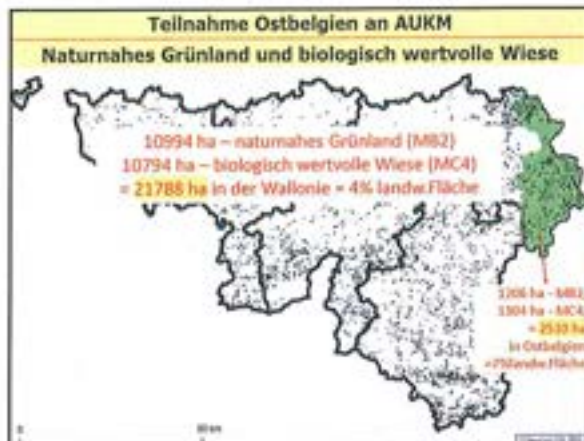 Teilnahme Ostbelgien an AUKM
Naturnahes Grünland und biologisch wertvolle Wiese
10994 ha – naturnahes Grünland (MB2)
10794 ha – biologisch wertvolle Wiese (MC4)
= 21788 ha in der Wallonie = 4% landw.Fläche
1206 ha – MB2
1304 ha – MC4
= 2510 ha
in Ostbelgien
landw.Fläche